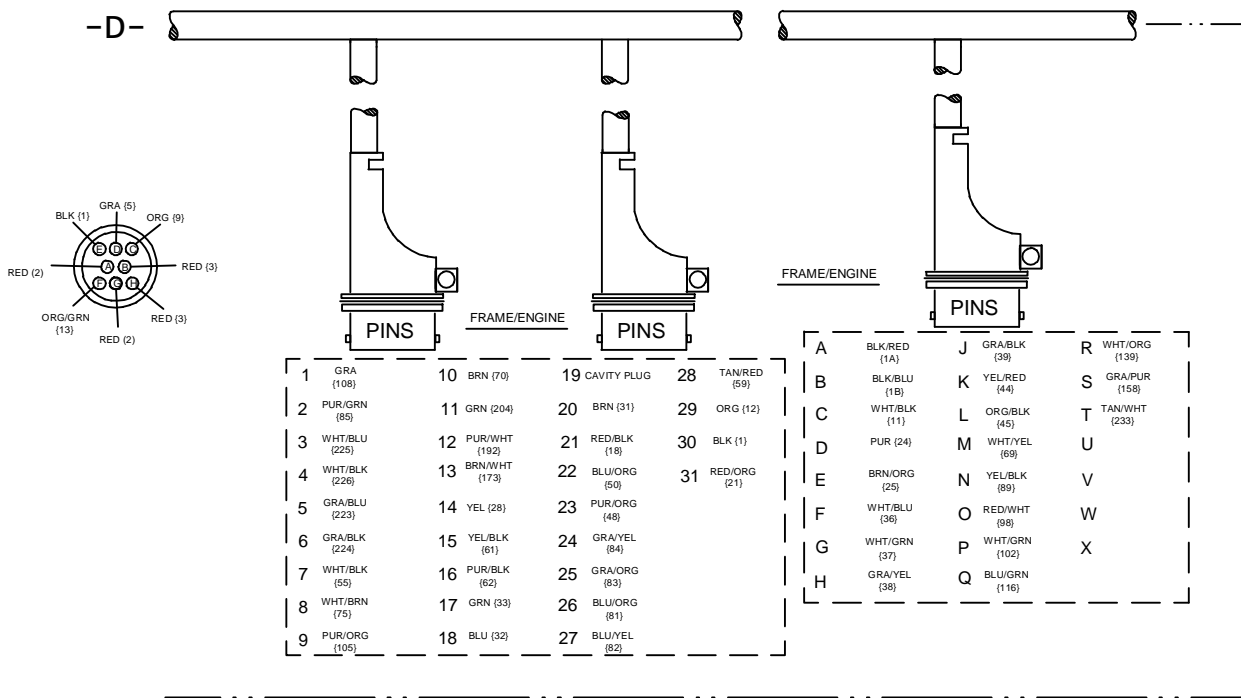 -D-
GRA {5}
BLK {1}
ORG {9}
E D C
RED (2)
A B
RED {3}
F G H
ORG/GRN
{13}
RED {3}
RED (2)
PINS
FRAME/ENGINE
PINS
FRAME/ENGINE
PINS
1 GRA {108}
2 PUR/GRN {85}
3 WHT/BLU {225}
4 WHT/BLK {226}
5 GRA/BLU {223}
6 GRA/BLK {224}
7 WHT/BLK {55}
8 WHT/BRN {75}
9 PUR/ORG {105}
10 BRN {70}
11 GRN {204}
12 PUR/WHT {192}
13 BRN/WHT {173}
14 YEL {28}
15 YEL/BLK {61}
16 PUR/BLK {62}
17 GRN {33}
18 BLU {32}
19 CAVITY PLUG
20 BRN {31}
21 RED/BLK {18}
22 BLU/ORG {50}
23 PUR/ORG {48}
24 GRA/YEL {84}
25 GRA/ORG {83}
26 BLU/ORG {81}
27 BLU/YEL {82}
28 TAN/RED {59}
29 ORG {12}
30 BLK {1}
31 RED/ORG {21}
A BLK/RED {1A}
B BLK/BLU {1B}
C WHT/BLK {11}
D PUR {24}
E BRN/ORG {25}
F WHT/BLU {36}
G WHT/GRN {37}
H GRA/YEL {38}
J GRA/BLK {39}
K YEL/RED {44}
L ORG/BLK {45}
M WHT/YEL {69}
N YEL/BLK {89}
O RED/WHT {98}
P WHT/GRN {102}
Q BLU/GRN {116}
R WHT/ORG {139}
S GRA/PUR {158}
T TAN/WHT {233}
U
V
W
X